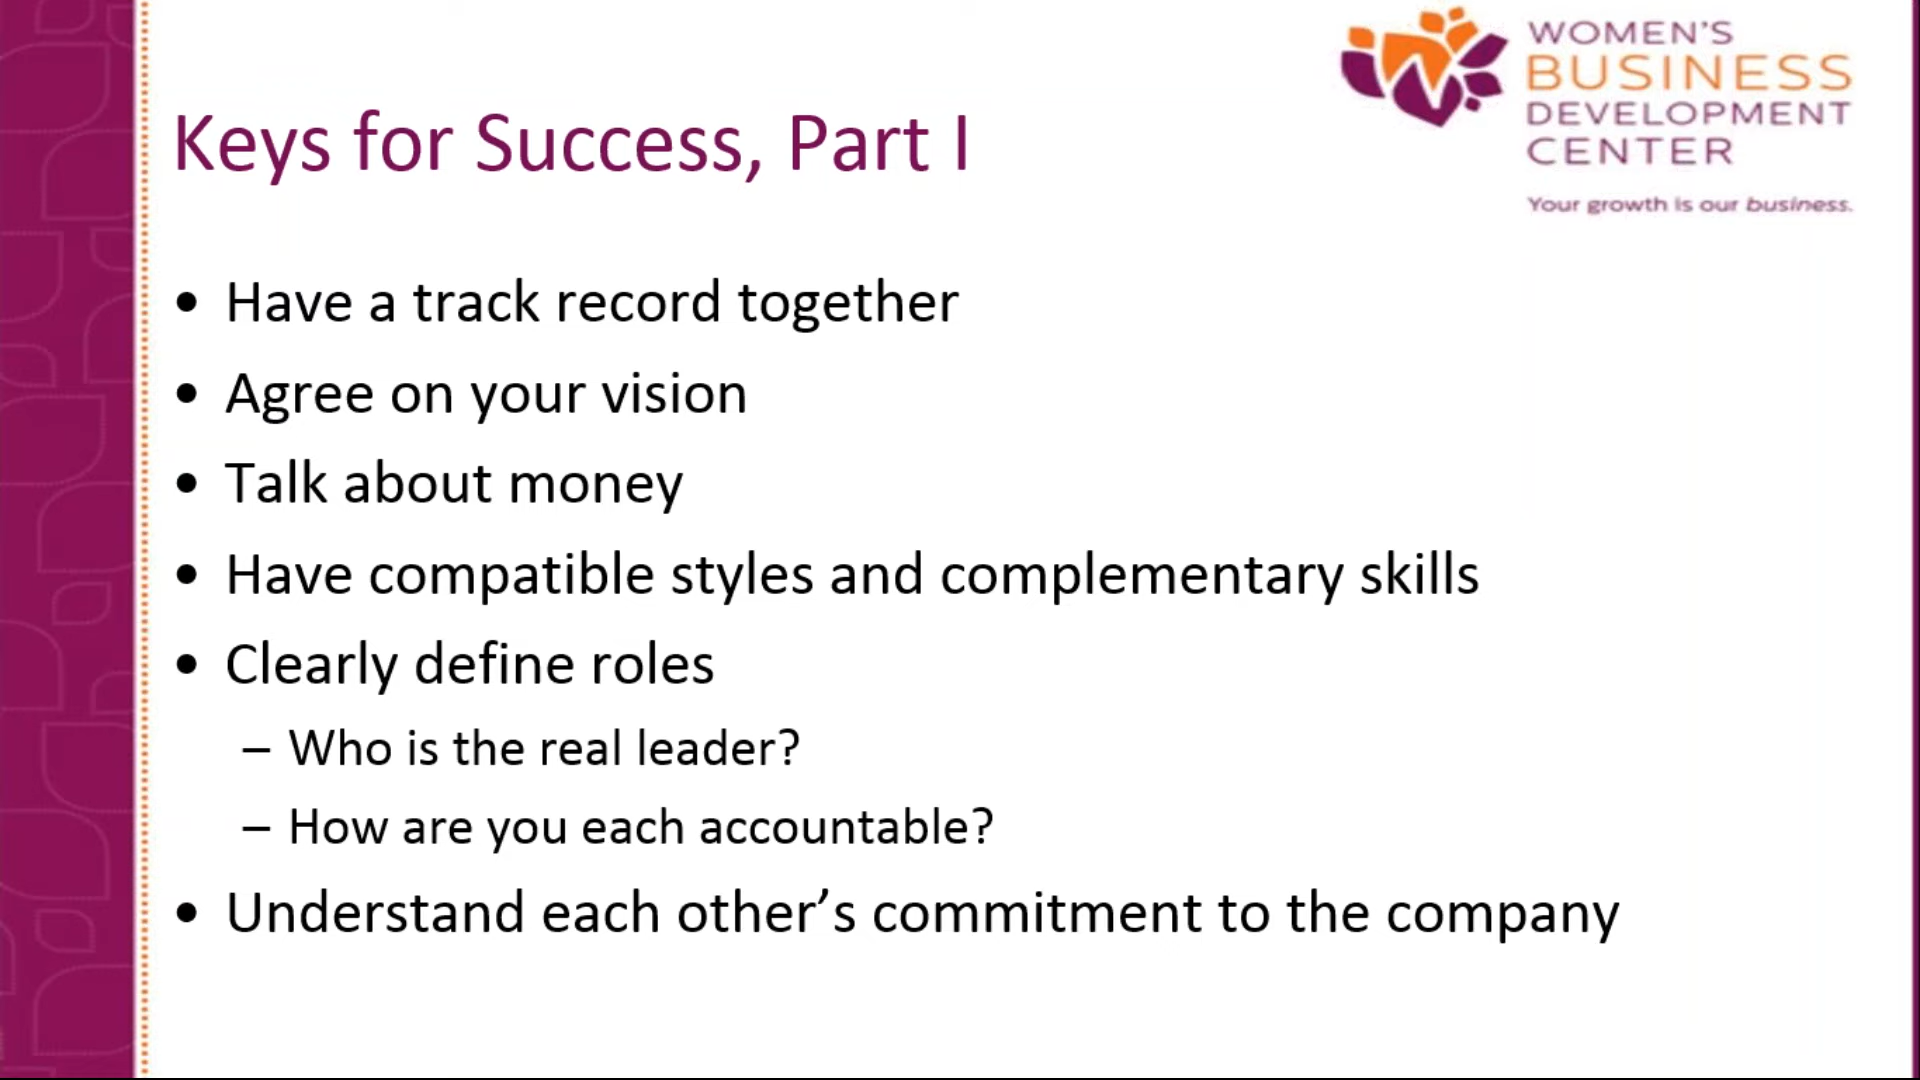 WOMEN'S
BUSINESS
DEVELOPMENT
CENTER
Your growth is our business.
Keys for Success, Part I
• Have a track record together
• Agree on your vision
• Talk about money
• Have compatible styles and complementary skills
• Clearly define roles
– Who is the real leader?
– How are you each accountable?
• Understand each other’s commitment to the company